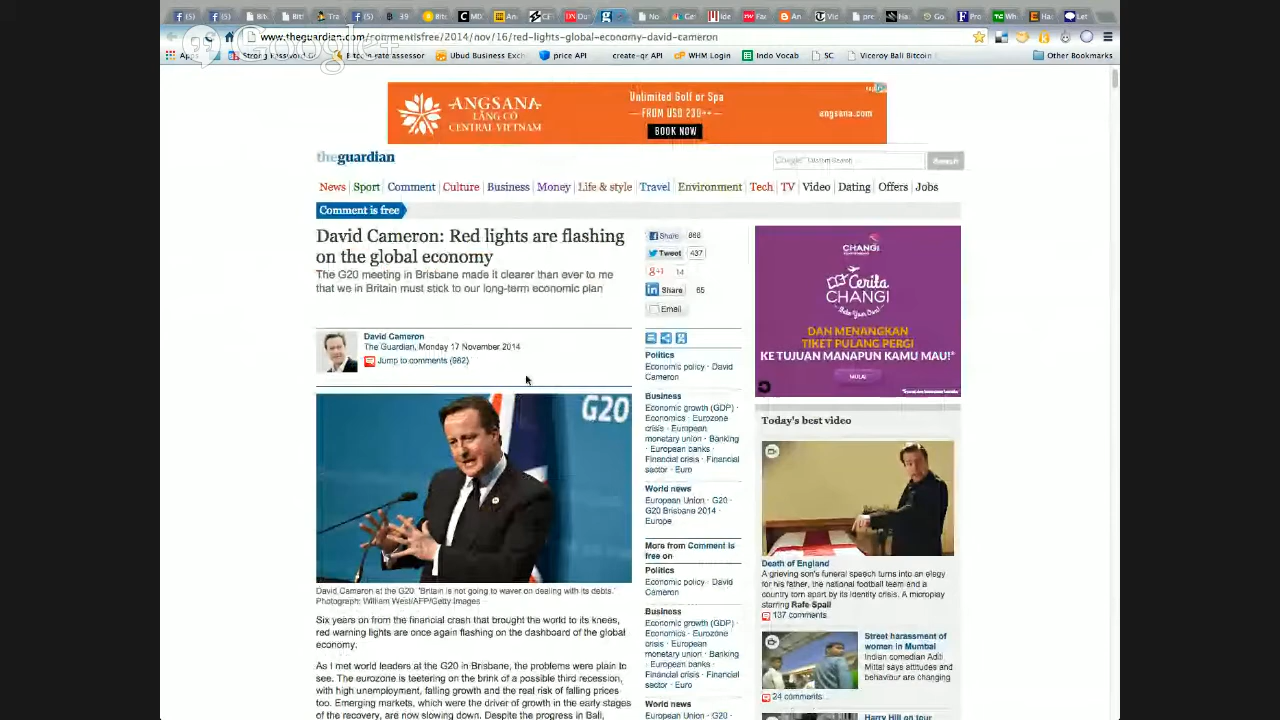 www.theguardian.com/commentisfree/2014/nov/16/red-lights-global-economy-david-cameron
Google+
price API
create-qr API
WHM Login
Indo Vocab
SC
Viceroy Bali Bitcoin
Other Bookmarks
ANGSANA
LĂNG CÔ
CENTRAL VIETNAM
Unlimited Golf or Spa
FROM USD 230++
BOOK NOW
angsana.com
theguardian
Search
News Sport Comment Culture Business Money Life & style Travel Environment Tech TV Video Dating Offers Jobs
Comment is free
David Cameron: Red lights are flashing
on the global economy
The G20 meeting in Brisbane made it clearer than ever to me
that we in Britain must stick to our long-term economic plan
David Cameron
The Guardian, Monday 17 November 2014
Jump to comments (982)
G20
David Cameron at the G20. 'Britain is not going to waver on dealing with its debts.'
Photograph: William West/AFP/Getty Images
Six years on from the financial crash that brought the world to its knees,
red warning lights are once again flashing on the dashboard of the global
economy.
As I met world leaders at the G20 in Brisbane, the problems were plain to
see. The eurozone is teetering on the brink of a possible third recession,
with high unemployment, falling growth and the real risk of falling prices
too. Emerging markets, which were the driver of growth in the early stages
of the recovery, are now slowing down. Despite the progress in Bali,
Share 868
Tweet 437
+1 14
Share 65
Email
Politics
Economic policy · David
Cameron
Business
Economic growth (GDP) ·
Economics · Eurozone
crisis · European
monetary union · Banking
· European banks ·
Financial crisis · Financial
sector · Euro
World news
European Union · G20 ·
G20 Brisbane 2014 ·
Europe
More from Comment is
free on
Politics
Economic policy · David
Cameron
Business
Economic growth (GDP) ·
Economics · Eurozone
crisis · European
monetary union · Banking
· European banks ·
Financial crisis · Financial
sector · Euro
World news
European Union · G20 ·
CHANGI
Cerita
CHANGI
DAN MENANGKAN
TIKET PULANG PERGI
KE TUJUAN MANAPUN KAMU MAU!*
MULAI
Today's best video
Death of England
A grieving son's funeral speech turns into an elegy
for his father, the national football team and a
country torn apart by its identity crisis. A microplay
starring Rafe Spall
137 comments
Street harassment of
women in Mumbai
Indian comedian Aditi
Mittal says attitudes and
behaviour are changing
24 comments
Harry Hill on tour